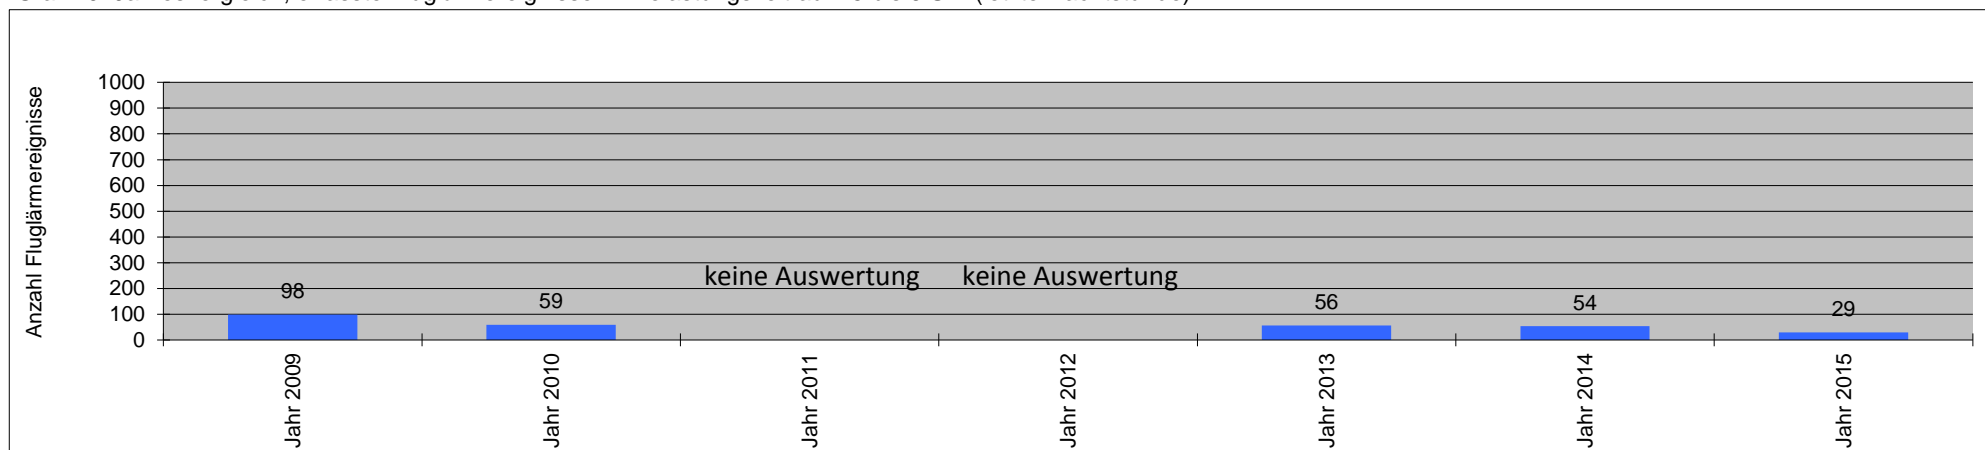 Anzahl Fluglärmereignisse
1000
900
800
700
600
500
400
300
200
100
0
98
59
keine Auswertung
keine Auswertung
56
54
29
Jahr 2009
Jahr 2010
Jahr 2011
Jahr 2012
Jahr 2013
Jahr 2014
Jahr 2015